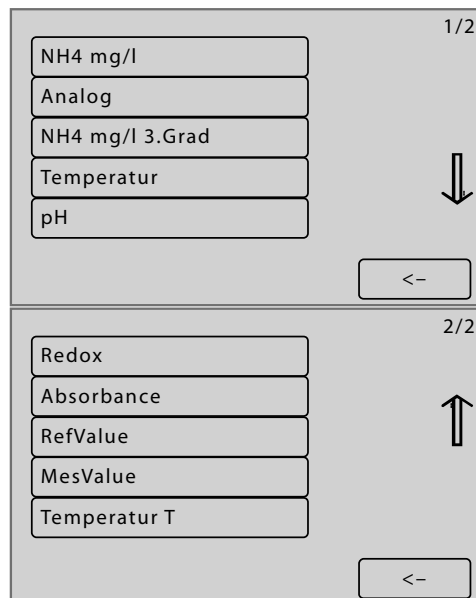 1/2
NH4 mg/l
Analog
NH4 mg/l 3.Grad
Temperatur
pH
<–
2/2
Redox
Absorbance
RefValue
MesValue
Temperatur T
<–